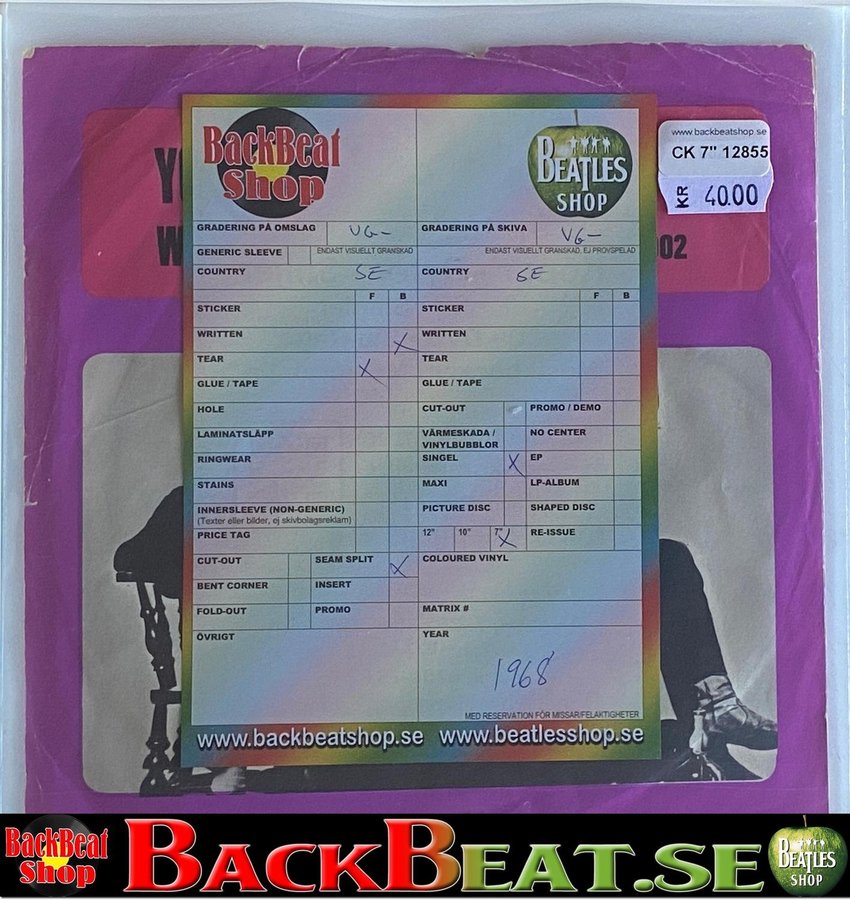 BackBeat
Shop
BEATLES
SHOP
www.backbeatshop.se
CK 7" 12855
KR 40.00
Y
W
02
GRADERING PÅ OMSLAG VG-
GRADERING PÅ SKIVA VG-
GENERIC SLEEVE ENDAST VISUELLT GRANSKAD
ENDAST VISUELLT GRANSKAD, EJ PROVSPELAD
COUNTRY SE
COUNTRY SE
F B
F B
STICKER
STICKER
WRITTEN X
WRITTEN
TEAR X
TEAR
GLUE / TAPE
GLUE / TAPE
HOLE
CUT-OUT PROMO / DEMO
LAMINATSLÄPP
VÄRMESKADA /
VINYLBUBBLOR
NO CENTER
RINGWEAR
SINGEL X EP
STAINS
MAXI LP-ALBUM
INNERSLEEVE (NON-GENERIC)
(Texter eller bilder, ej skivbolagsreklam)
PICTURE DISC SHAPED DISC
PRICE TAG
12" 10" 7" X RE-ISSUE
CUT-OUT SEAM SPLIT X
COLOURED VINYL
BENT CORNER INSERT
FOLD-OUT PROMO
MATRIX #
ÖVRIGT
YEAR
1968
MED RESERVATION FÖR MISSAR/FELAKTIGHETER
www.backbeatshop.se www.beatlesshop.se
BackBeat
Shop
BACKBEAT.SE
BEATLES
SHOP